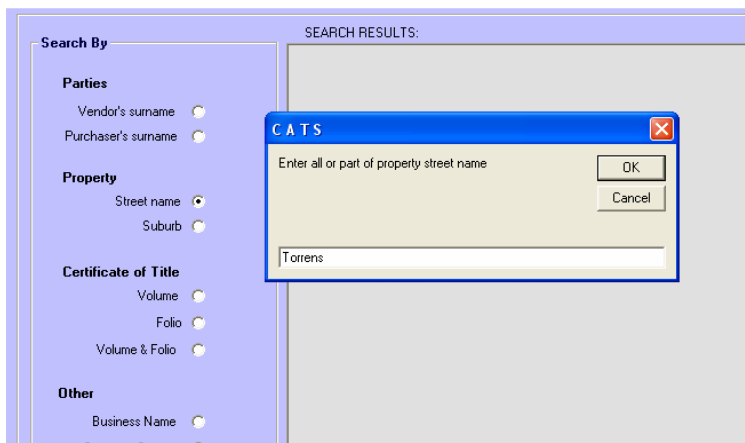 SEARCH RESULTS:
Search By
Parties
Vendor's surname
Purchaser's surname
Property
Street name
Suburb
Certificate of Title
Volume
Folio
Volume & Folio
Other
Business Name
C A T S
Enter all or part of property street name
OK
Cancel
Torrens